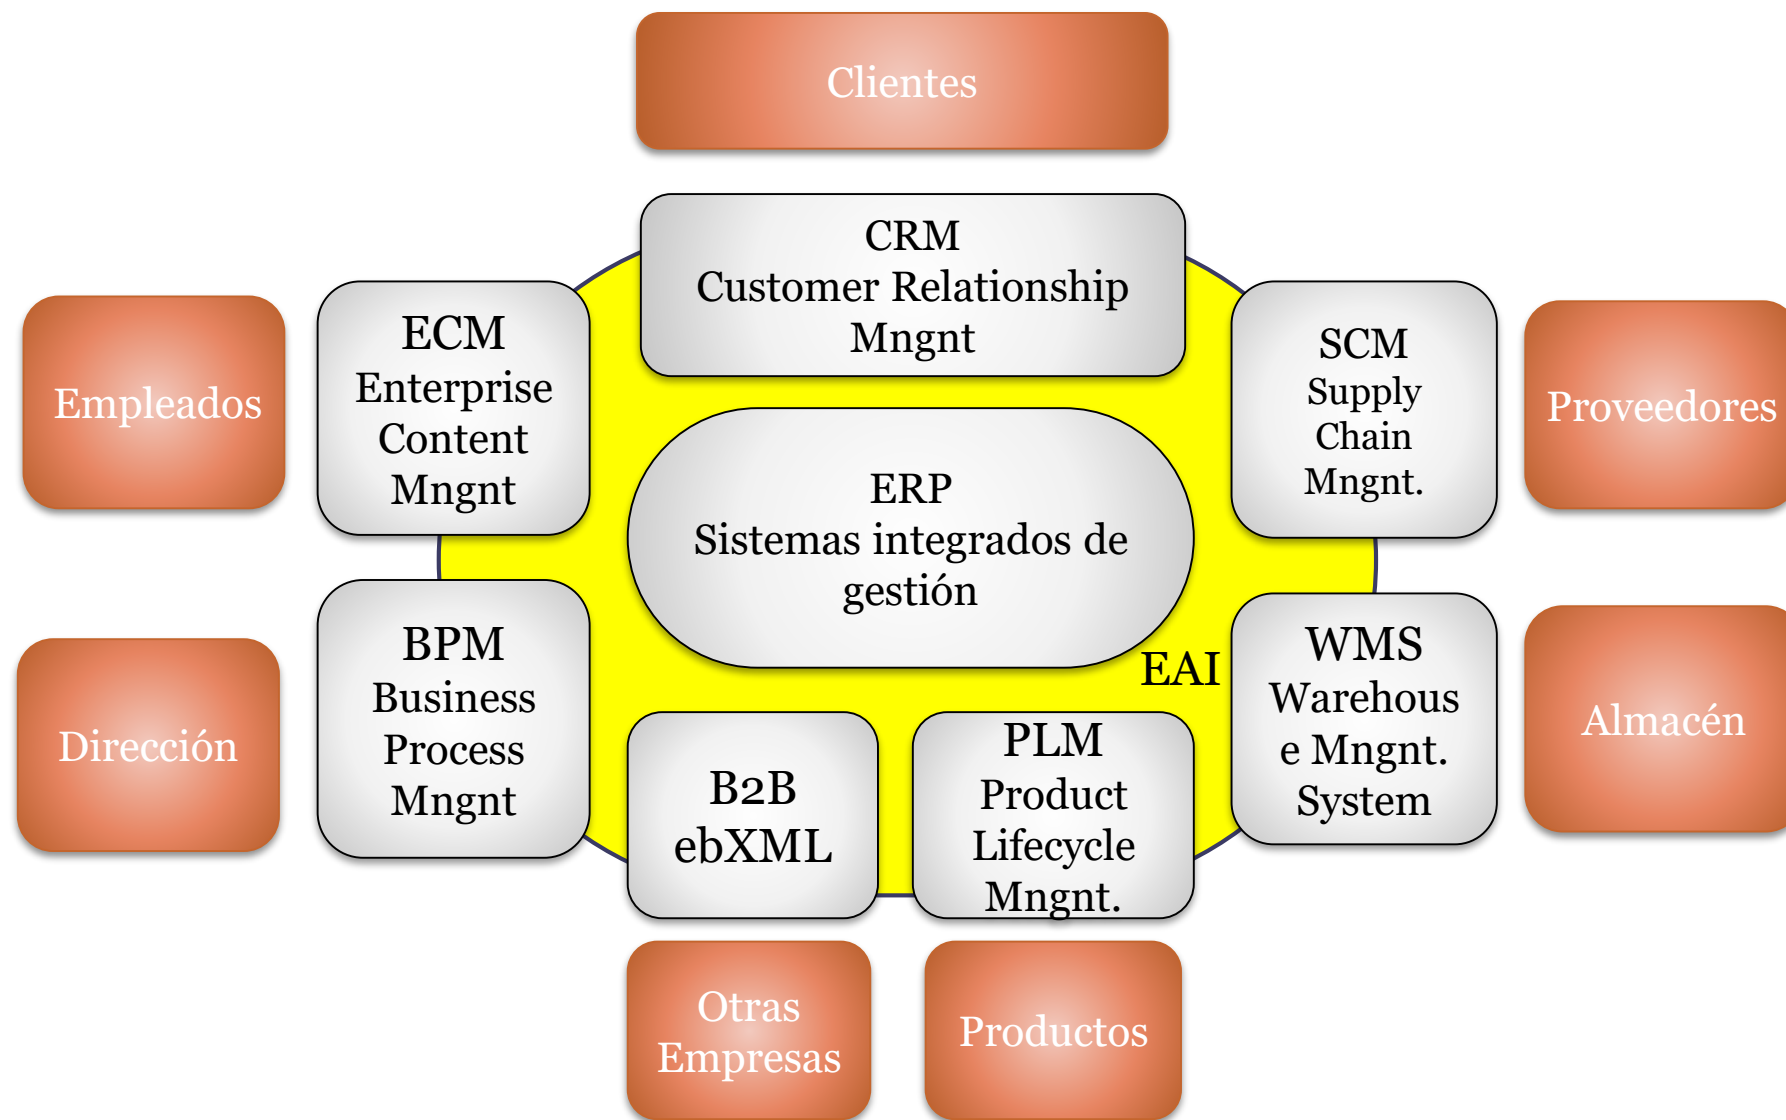 Clientes
CRM
Customer Relationship
Mngnt
Empleados
ECM
Enterprise
Content
Mngnt
SCM
Supply
Chain
Mngnt.
Proveedores
ERP
Sistemas integrados de
gestión
EAI
Dirección
BPM
Business
Process
Mngnt
B2B
ebXML
PLM
Product
Lifecycle
Mngnt.
WMS
Warehous
e Mngnt.
System
Almacén
Otras
Empresas
Productos